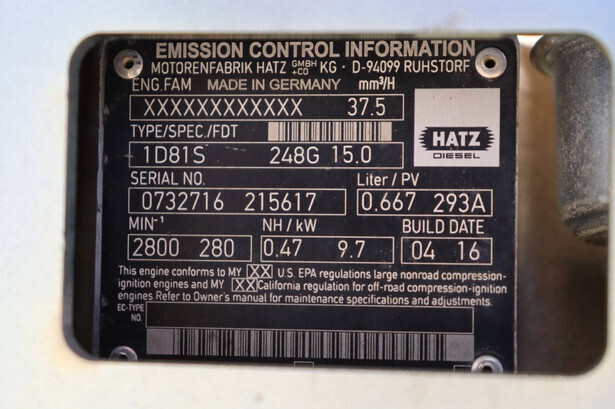 EMISSION CONTROL INFORMATION
MOTORENFABRIK HATZ GMBH +CO KG · D-94099 RUHSTORF
ENG.FAM MADE IN GERMANY mm³/H
XXXXXXXXXXXX 37.5
TYPE/SPEC./FDT
1D81S 248G 15.0
HATZ
DIESEL
SERIAL NO. Liter / PV
0732716 215617 0.667 293A
MIN⁻¹ NH / kW BUILD DATE
2800 280 0.47 9.7 04 16
This engine conforms to MY XX U.S. EPA regulations large nonroad compression-
ignition engines and MY XX California regulation for off-road compression-ignition
engines. Refer to Owner's manual for maintenance specifications and adjustments.
EC-TYPE
NO.